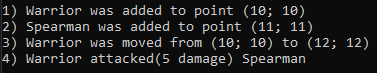 1) Warrior was added to point (10; 10)
2) Spearman was added to point (11; 11)
3) Warrior was moved from (10; 10) to (12; 12)
4) Warrior attacked(5 damage) Spearman